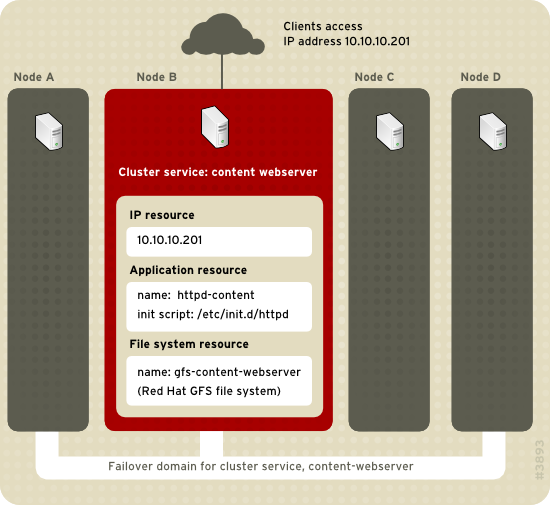 Clients access
IP address 10.10.10.201
Node A
Node B
Node C
Node D
Cluster service: content webserver
IP resource
10.10.10.201
Application resource
name: httpd-content
init script: /etc/init.d/httpd
File system resource
name: gfs-content-webserver
(Red Hat GFS file system)
Failover domain for cluster service, content-webserver
#3893